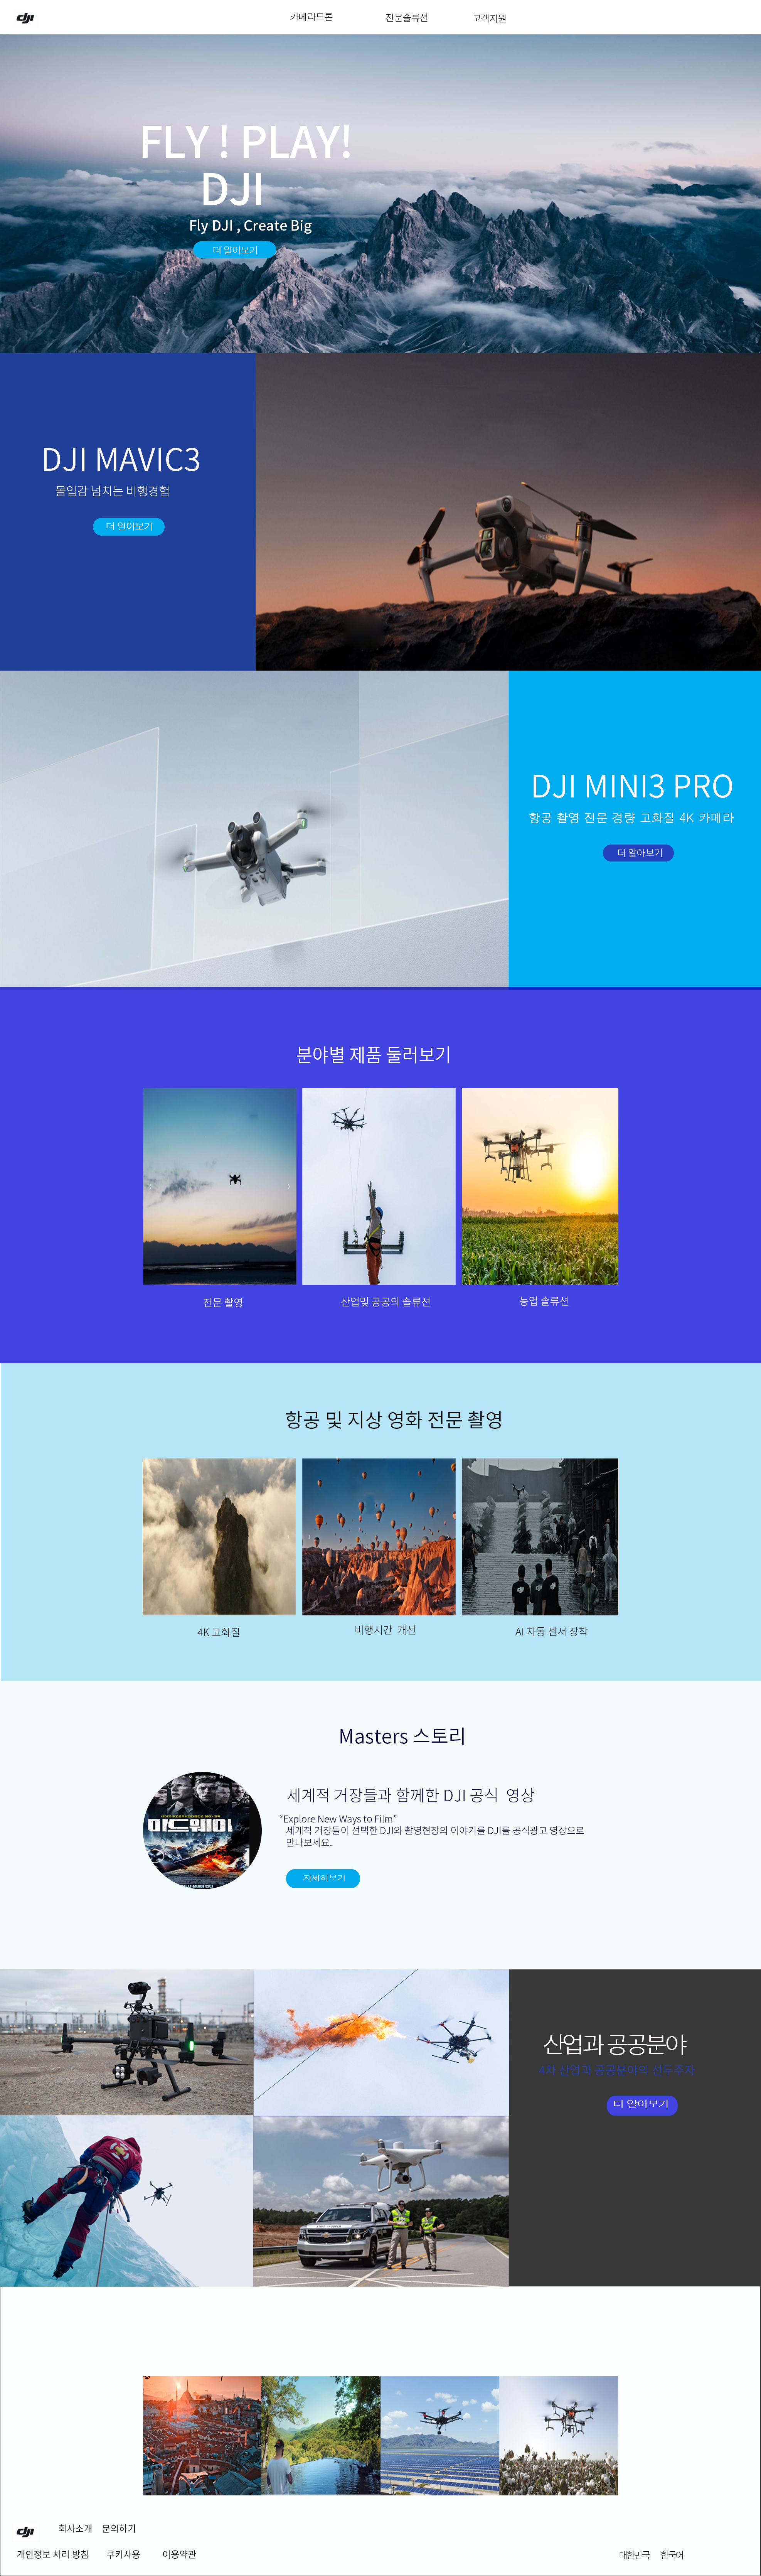 dji
카메라드론
전문솔류션
고객지원
FLY ! PLAY!
DJI
Fly DJI , Create Big
더 알아보기
DJI MAVIC3
몰입감 넘치는 비행경험
더 알아보기
DJI MINI3 PRO
항공 촬영 전문 경량 고화질 4K 카메라
더 알아보기
분야별 제품 둘러보기
전문 촬영
산업및 공공의 솔류션
농업 솔류션
항공 및 지상 영화 전문 촬영
4K 고화질
비행시간 개선
AI 자동 센서 장착
Masters 스토리
미드웨이
세계적 거장들과 함께한 DJI 공식 영상
“Explore New Ways to Film”
세계적 거장들이 선택한 DJI와 촬영현장의 이야기를 DJI를 공식광고 영상으로
만나보세요.
자세히보기
산업과 공공분야
4차 산업과 공공분야의 선두주자
더 알아보기
dji
회사소개 문의하기
개인정보 처리 방침 쿠키사용 이용약관
대한민국 한국어